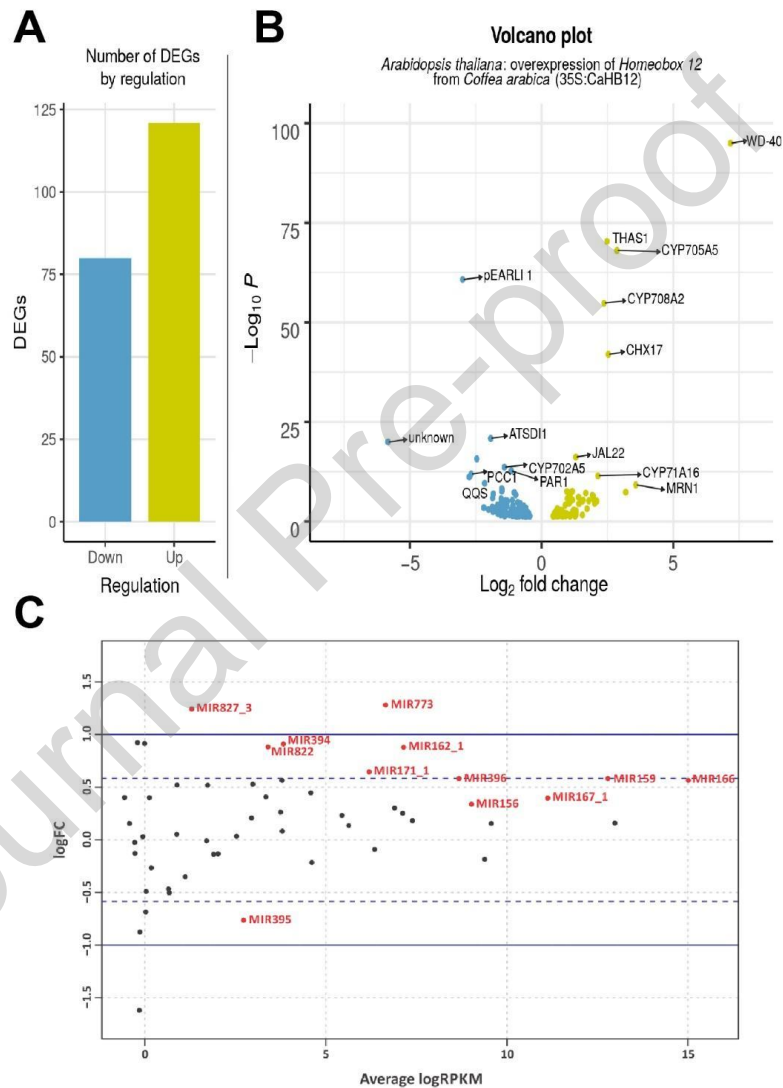 A
Number of DEGs
by regulation
125
100
75
50
25
0
DEGs
Down
Up
Regulation
B
Volcano plot
Arabidopsis thaliana: overexpression of Homeobox 12
from Coffea arabica (35S:CaHB12)
100
75
50
25
0
−Log10 P
WD-40
THAS1
CYP705A5
pEARLI 1
CYP708A2
CHX17
unknown
ATSDI1
JAL22
CYP702A5
CYP71A16
PCC1
PAR1
QQS
MRN1
−5
0
5
Log2 fold change
C
1.5
1.0
0.5
0.0
−0.5
−1.0
−1.5
logFC
MIR827_3
MIR773
MIR394
MIR822
MIR162_1
MIR171_1
MIR396
MIR159
MIR166
MIR156
MIR167_1
MIR395
0
5
10
15
Average logRPKM
Journal Pre-proof